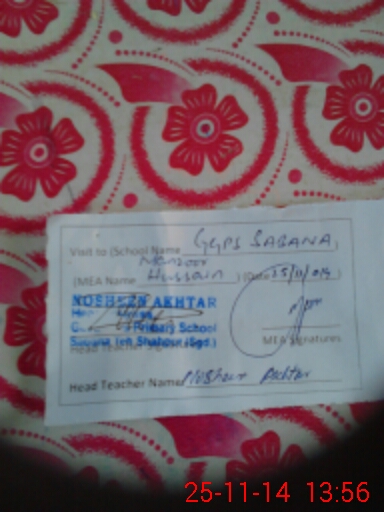 Visit to (School Name GGPS SABANA )
Manzoor
(MEA Name Hussain ) (Date 25/11/014
NOSHEEN AKHTAR
Primary School
MEA Signatures
Head Teacher Name Nosheen Akhtar
25-11-14 13:56